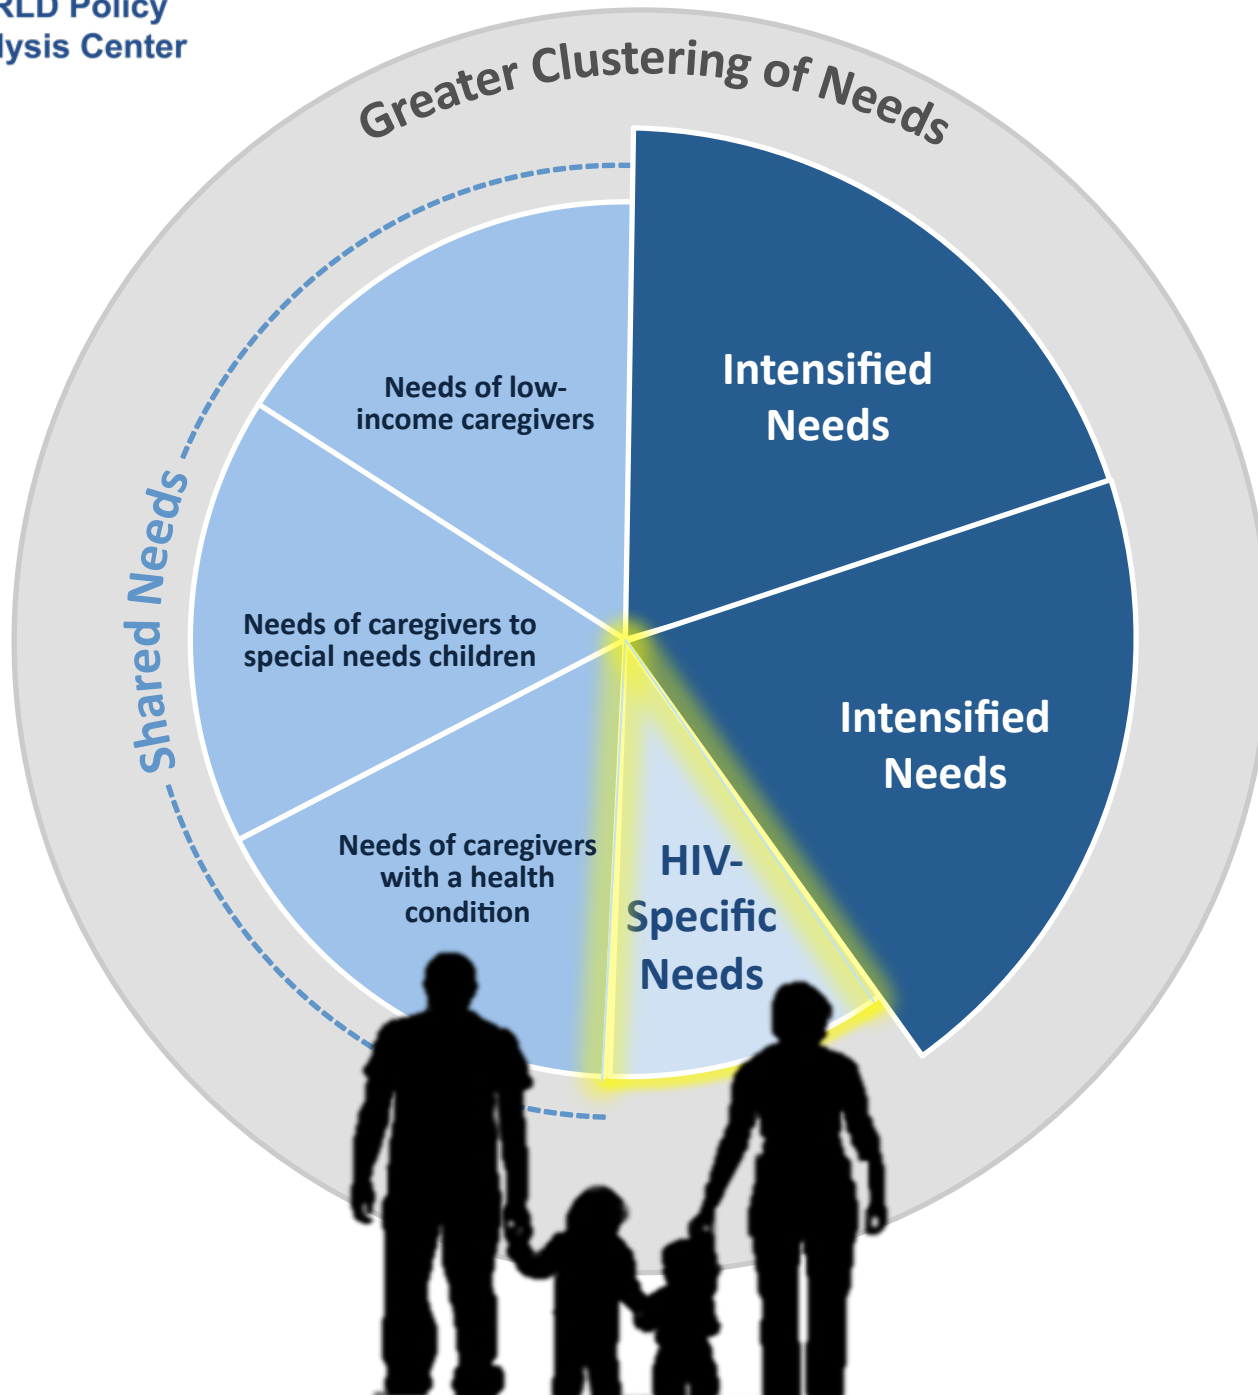 RLD Policy
lysis Center
Greater Clustering of Needs
Intensified
Needs
Needs of low-
income caregivers
Shared Needs
Needs of caregivers to
special needs children
Intensified
Needs
Needs of caregivers
with a health
condition
HIV-
Specific
Needs